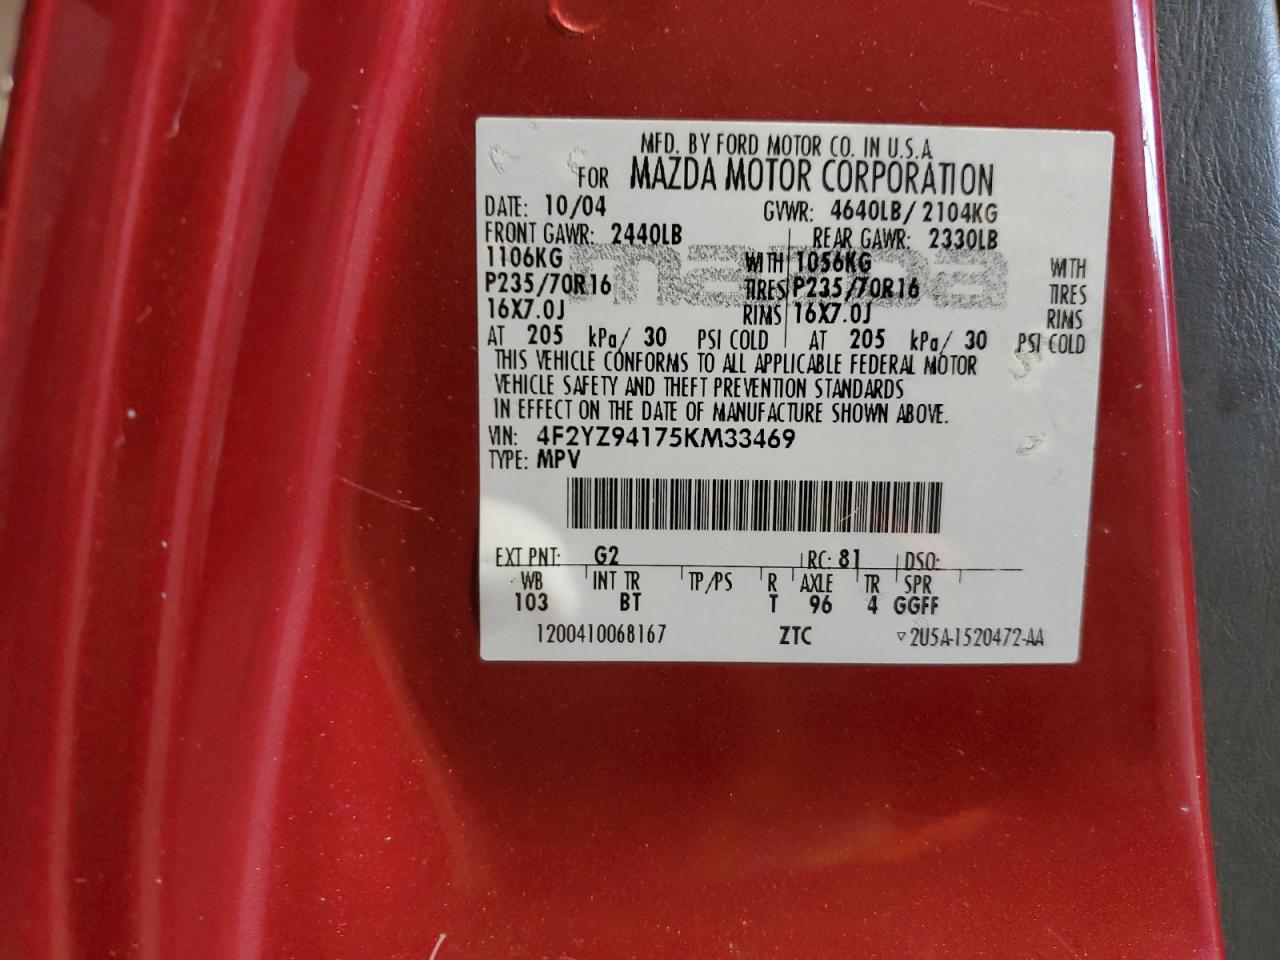 MFD. BY FORD MOTOR CO. IN U.S.A
FOR MAZDA MOTOR CORPORATION
DATE: 10/04 GVWR: 4640LB/ 2104KG
FRONT GAWR: 2440LB REAR GAWR: 2330LB
1106KG WITH 1056KG WITH
P235/70R16 TIRES P235/70R16 TIRES
16X7.0J RIMS 16X7.0J RIMS
AT 205 kPa/ 30 PSI COLD AT 205 kPa/ 30 PSI COLD
THIS VEHICLE CONFORMS TO ALL APPLICABLE FEDERAL MOTOR
VEHICLE SAFETY AND THEFT PREVENTION STANDARDS
IN EFFECT ON THE DATE OF MANUFACTURE SHOWN ABOVE.
VIN: 4F2YZ94175KM33469
TYPE: MPV
EXT PNT: G2 RC: 81 DSO:
WB INT TR TP/PS R AXLE TR SPR
103 BT T 96 4 GGFF
1200410068167 ZTC ▽2U5A-1520472-AA